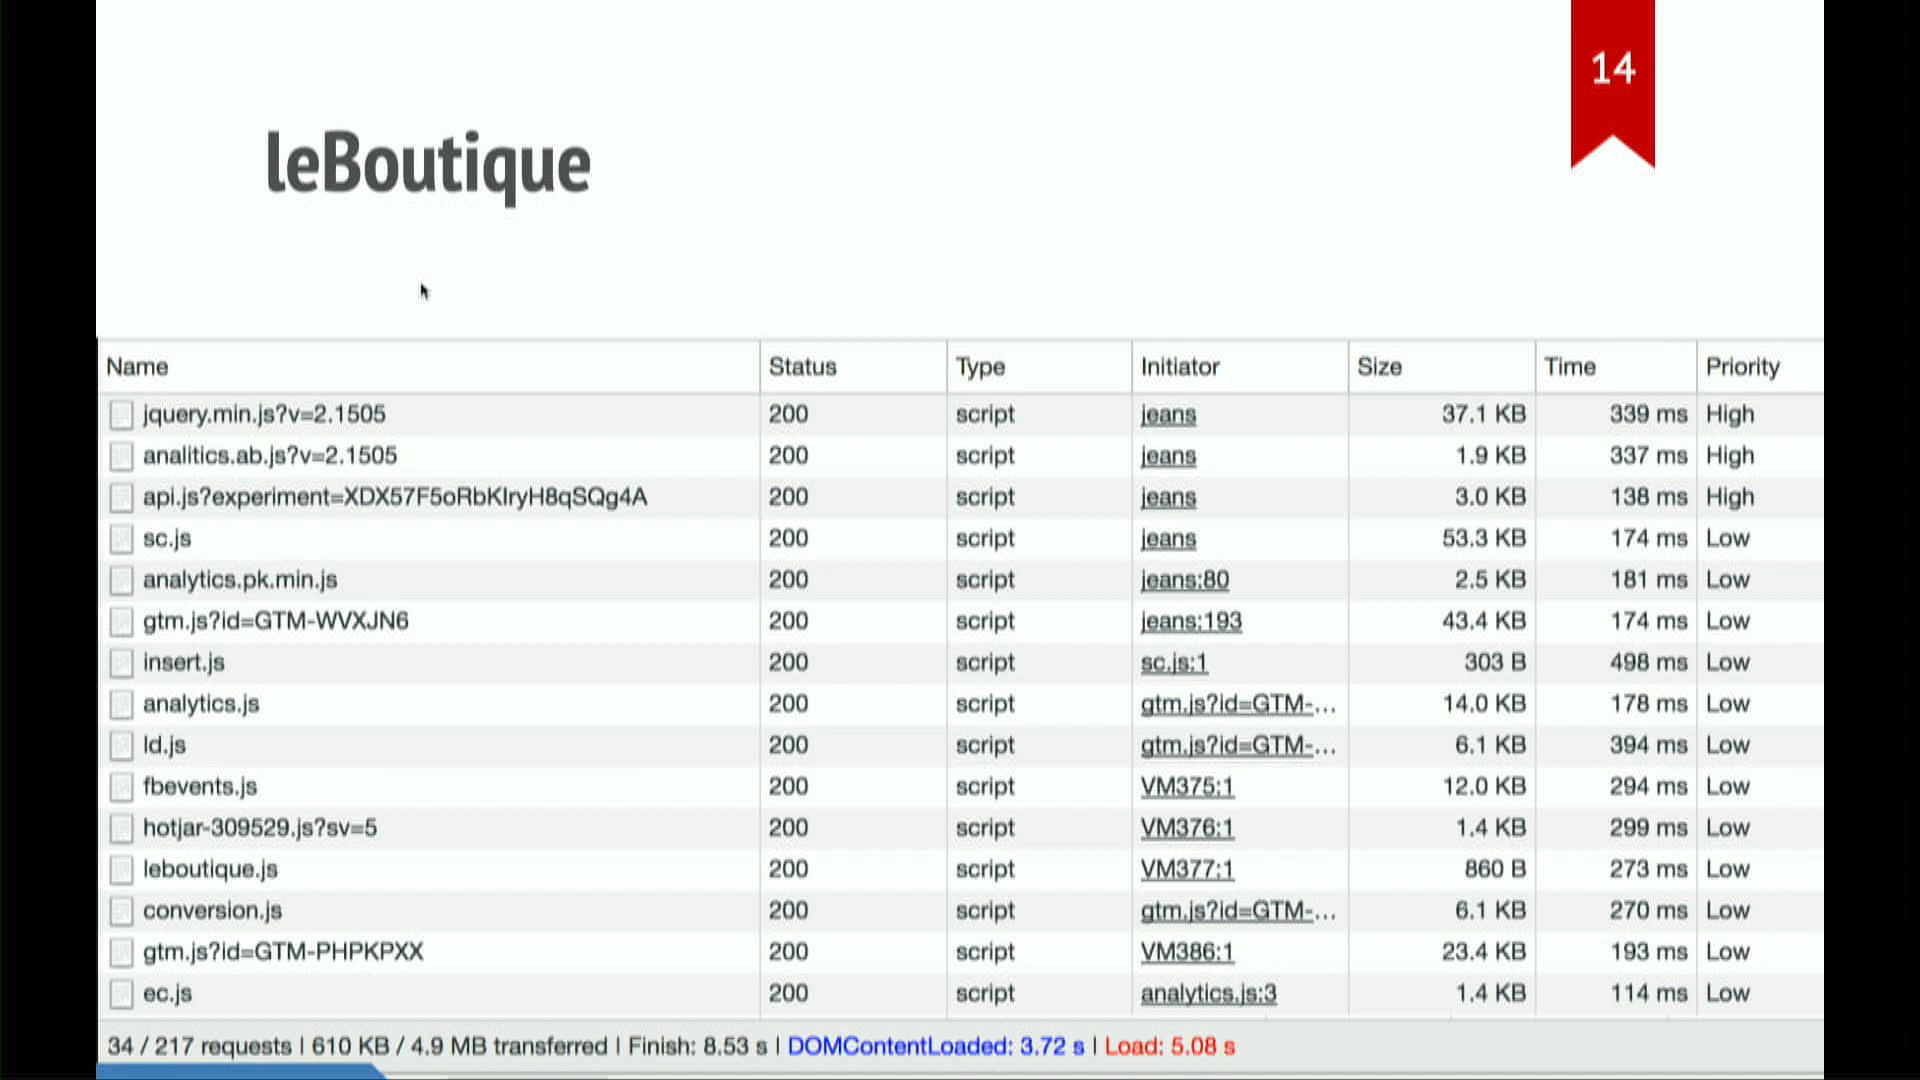 14
leBoutique
Name Status Type Initiator Size Time Priority
jquery.min.js?v=2.1505 200 script jeans 37.1 KB 339 ms High
analitics.ab.js?v=2.1505 200 script jeans 1.9 KB 337 ms High
api.js?experiment=XDX57F5oRbKIryH8qSQg4A 200 script jeans 3.0 KB 138 ms High
sc.js 200 script jeans 53.3 KB 174 ms Low
analytics.pk.min.js 200 script jeans:80 2.5 KB 181 ms Low
gtm.js?id=GTM-WVXJN6 200 script jeans:193 43.4 KB 174 ms Low
insert.js 200 script sc.js:1 303 B 498 ms Low
analytics.js 200 script gtm.js?id=GTM-... 14.0 KB 178 ms Low
ld.js 200 script gtm.js?id=GTM-... 6.1 KB 394 ms Low
fbevents.js 200 script VM375:1 12.0 KB 294 ms Low
hotjar-309529.js?sv=5 200 script VM376:1 1.4 KB 299 ms Low
leboutique.js 200 script VM377:1 860 B 273 ms Low
conversion.js 200 script gtm.js?id=GTM-... 6.1 KB 270 ms Low
gtm.js?id=GTM-PHPKPXX 200 script VM386:1 23.4 KB 193 ms Low
ec.js 200 script analytics.js:3 1.4 KB 114 ms Low
34 / 217 requests | 610 KB / 4.9 MB transferred | Finish: 8.53 s | DOMContentLoaded: 3.72 s | Load: 5.08 s